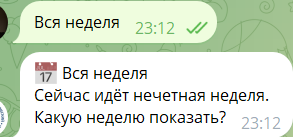 Вся неделя
23:12
Вся неделя
Сейчас идёт нечетная неделя.
Какую неделю показать?
23:12